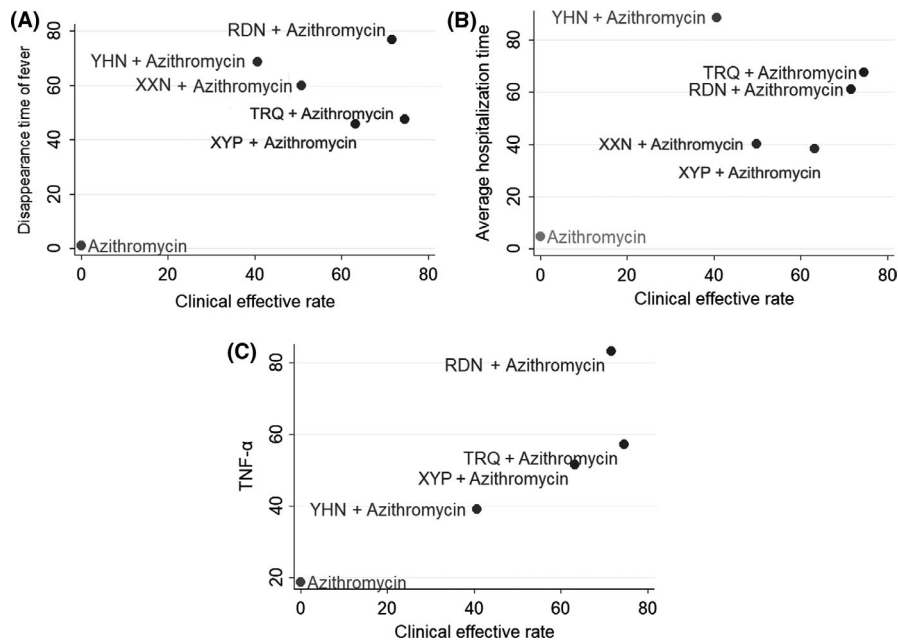 (A)
Disappearance time of fever
80
60
40
20
0
RDN + Azithromycin
YHN + Azithromycin
XXN + Azithromycin
TRQ + Azithromycin
XYP + Azithromycin
Azithromycin
0 20 40 60 80
Clinical effective rate
(B)
Average hospitalization time
80
60
40
20
0
YHN + Azithromycin
TRQ + Azithromycin
RDN + Azithromycin
XXN + Azithromycin
XYP + Azithromycin
Azithromycin
0 20 40 60 80
Clinical effective rate
(C)
TNF-α
80
60
40
20
RDN + Azithromycin
TRQ + Azithromycin
XYP + Azithromycin
YHN + Azithromycin
Azithromycin
0 20 40 60 80
Clinical effective rate